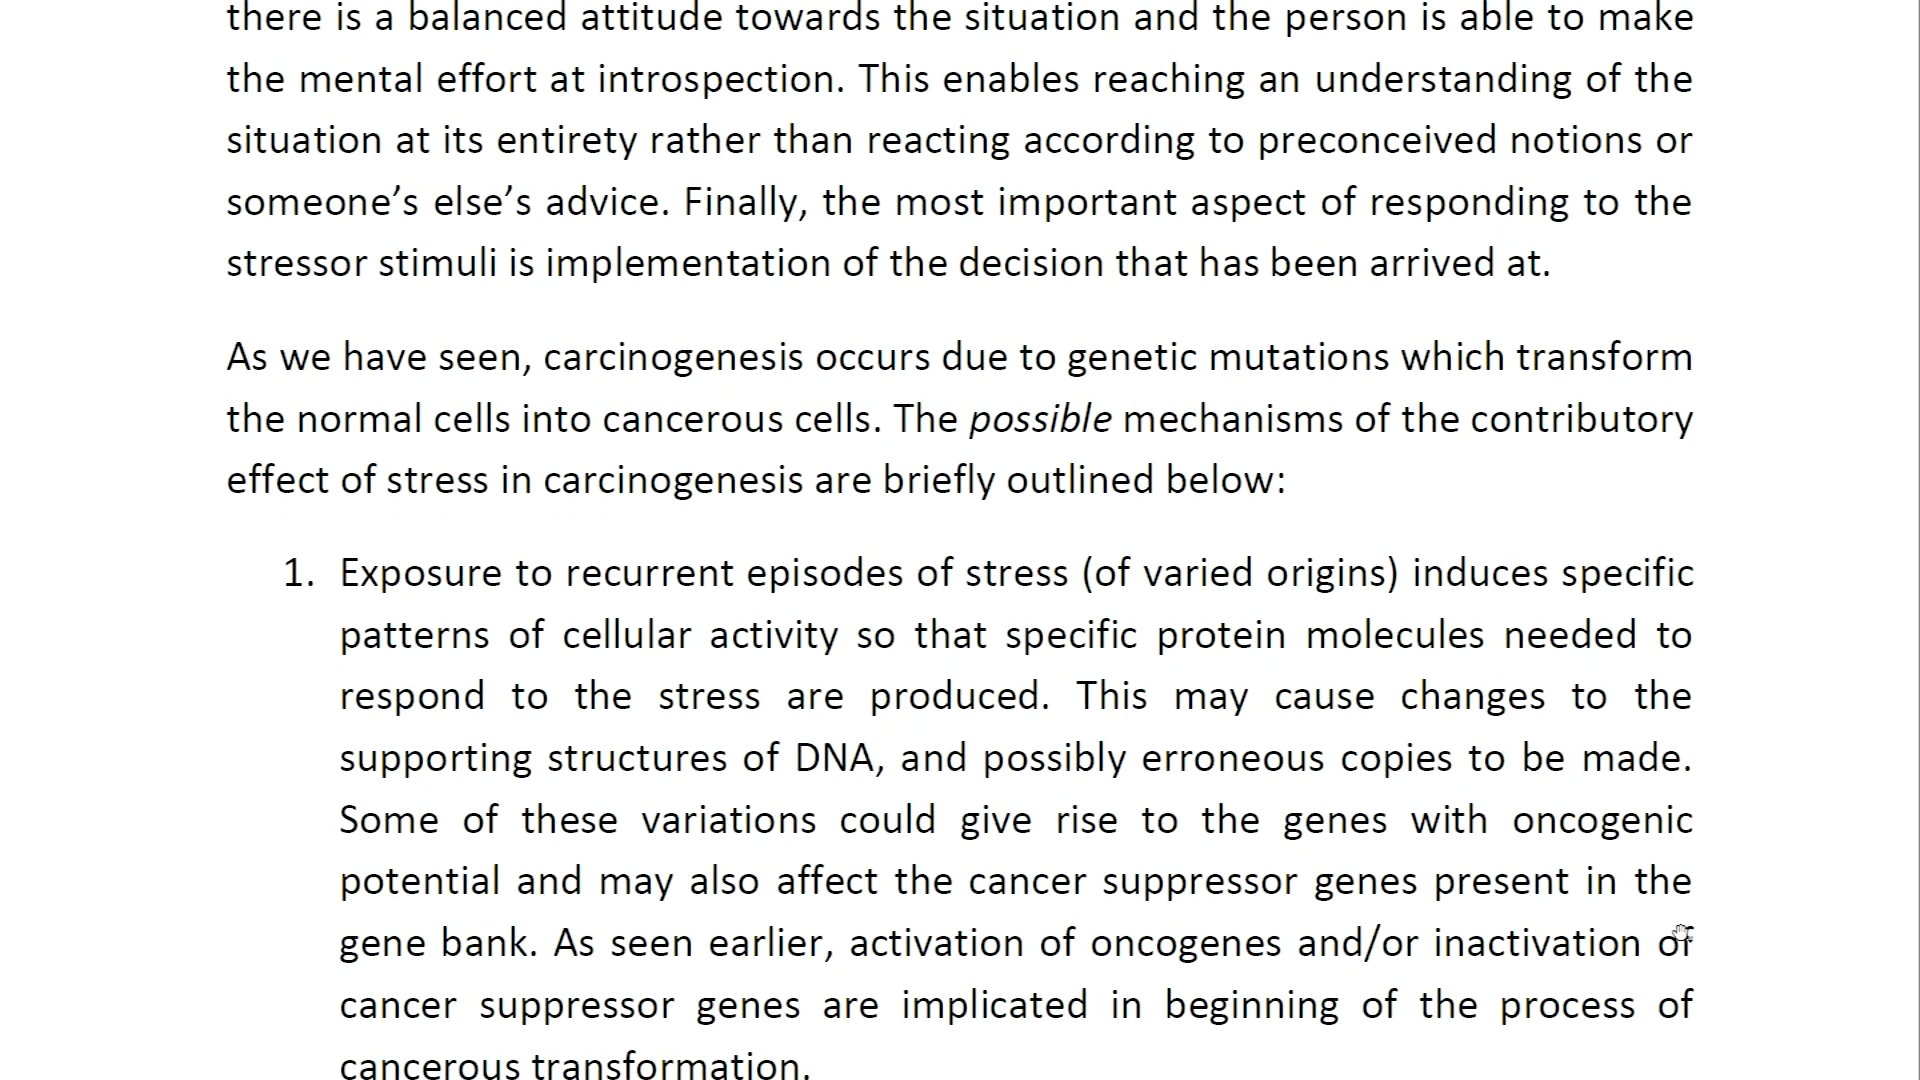 there is a balanced attitude towards the situation and the person is able to make
the mental effort at introspection. This enables reaching an understanding of the
situation at its entirety rather than reacting according to preconceived notions or
someone’s else’s advice. Finally, the most important aspect of responding to the
stressor stimuli is implementation of the decision that has been arrived at.
As we have seen, carcinogenesis occurs due to genetic mutations which transform
the normal cells into cancerous cells. The possible mechanisms of the contributory
effect of stress in carcinogenesis are briefly outlined below:
1. Exposure to recurrent episodes of stress (of varied origins) induces specific
patterns of cellular activity so that specific protein molecules needed to
respond to the stress are produced. This may cause changes to the
supporting structures of DNA, and possibly erroneous copies to be made.
Some of these variations could give rise to the genes with oncogenic
potential and may also affect the cancer suppressor genes present in the
gene bank. As seen earlier, activation of oncogenes and/or inactivation of
cancer suppressor genes are implicated in beginning of the process of
cancerous transformation.